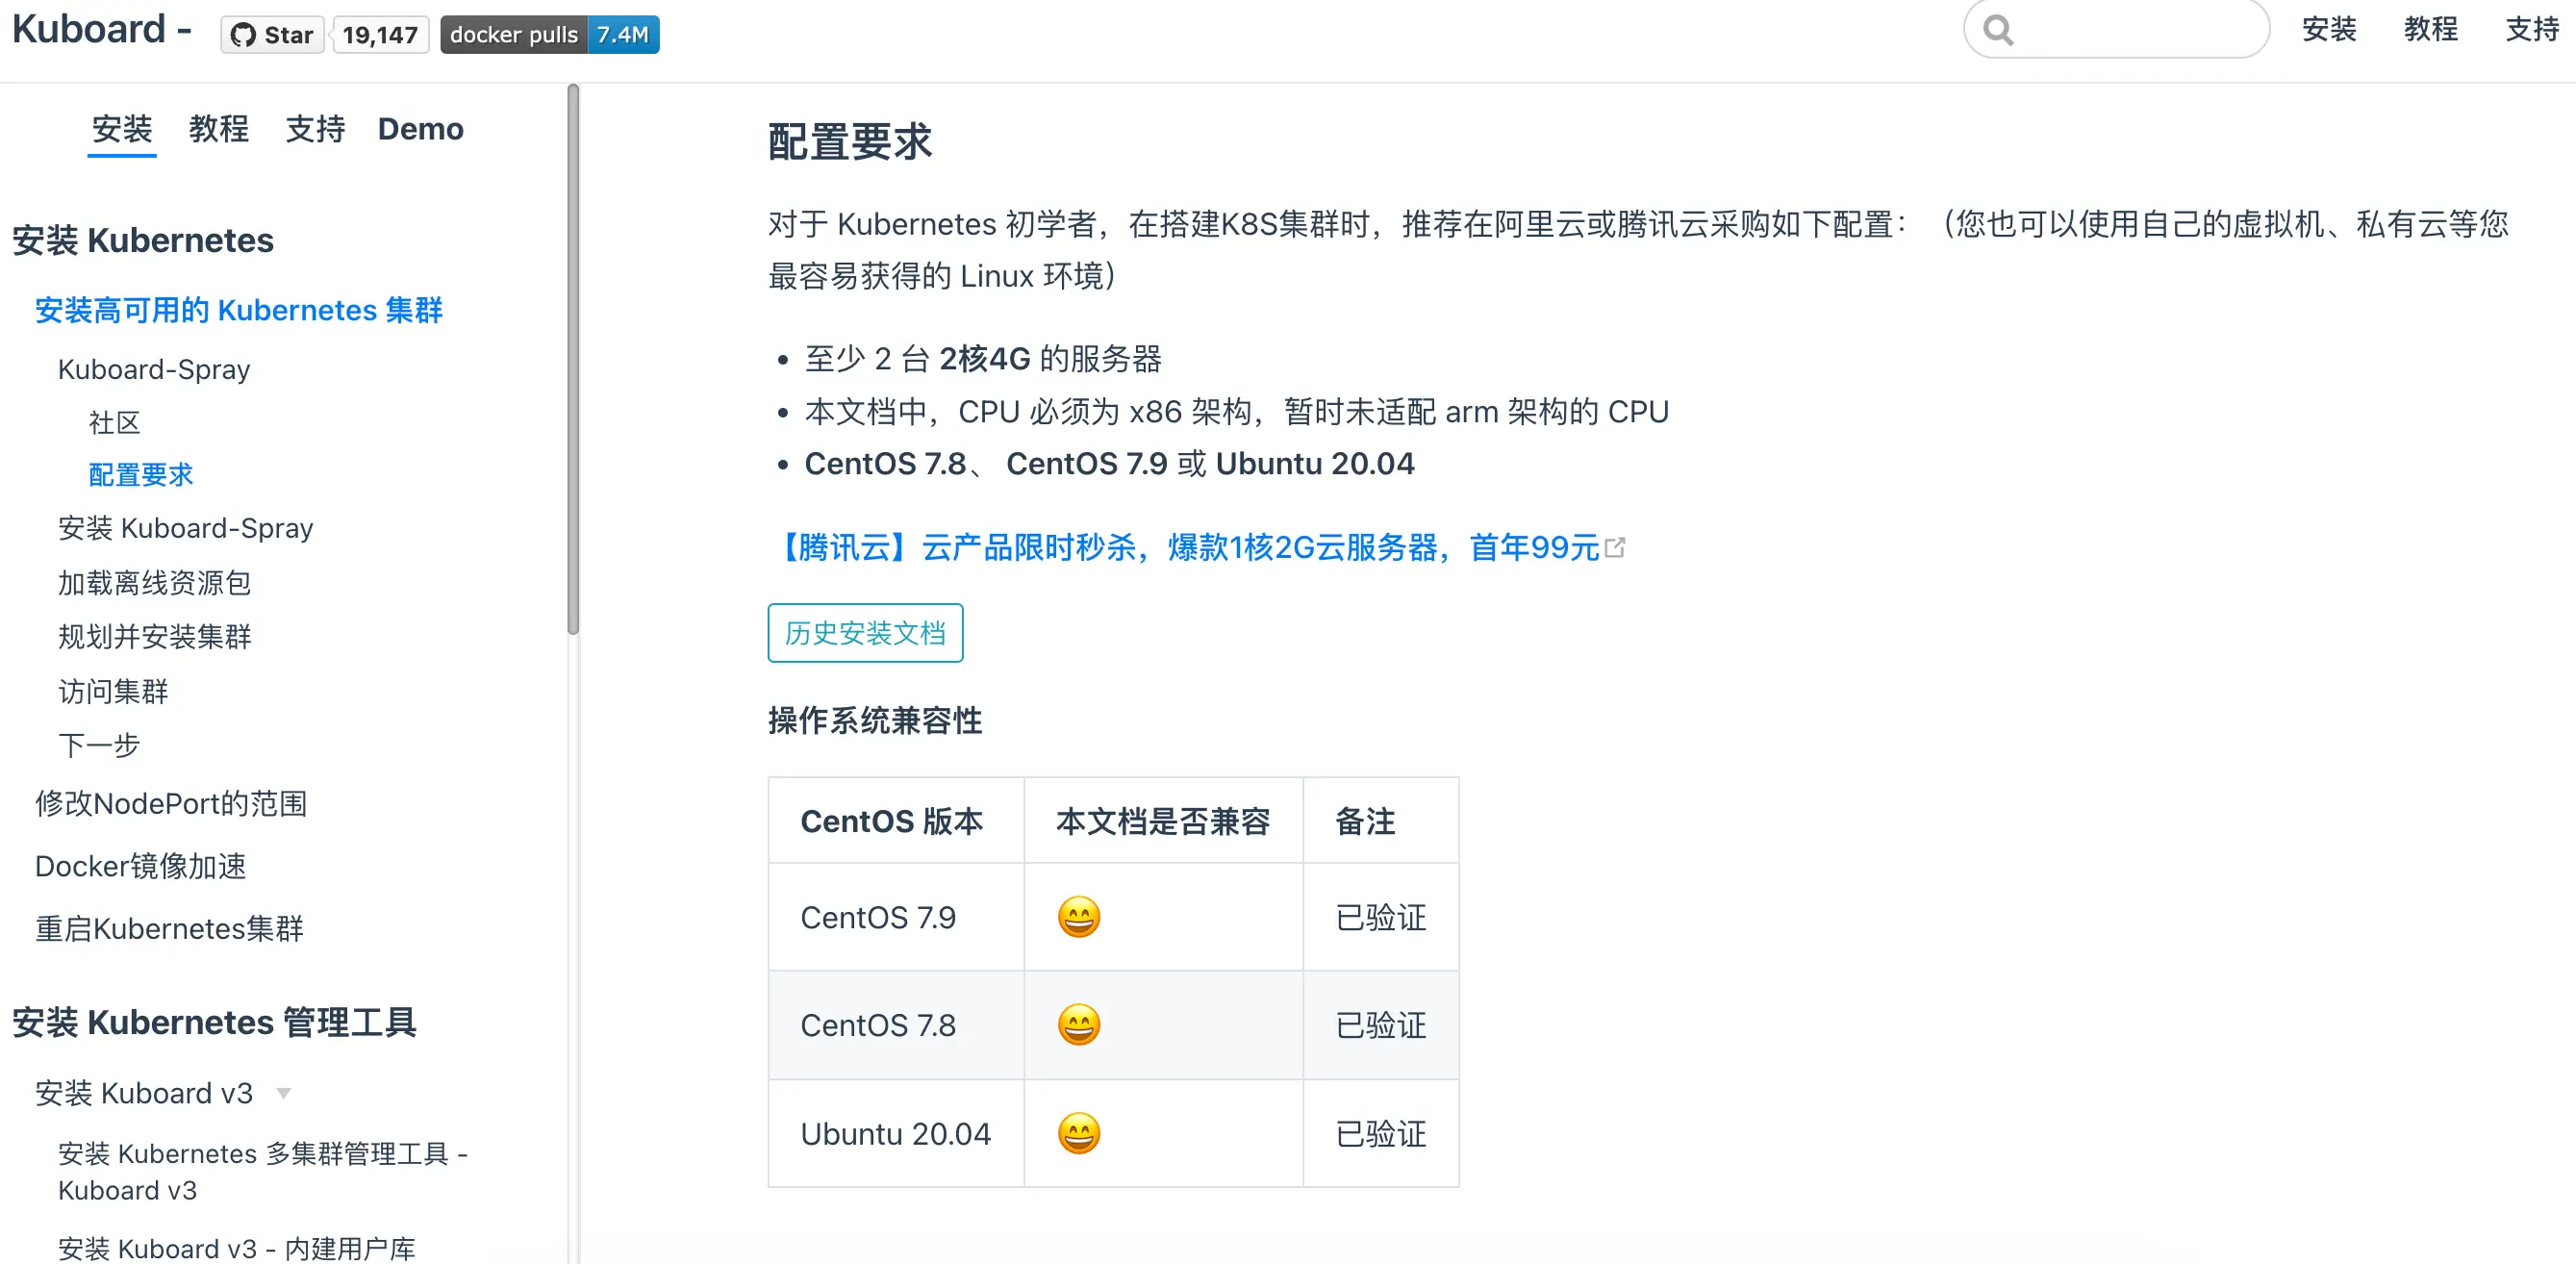 Kuboard -
Star
19,147
docker pulls 7.4M
安装 教程 支持
安装 教程 支持 Demo
安装 Kubernetes
安装高可用的 Kubernetes 集群
Kuboard-Spray
社区
配置要求
安装 Kuboard-Spray
加载离线资源包
规划并安装集群
访问集群
下一步
修改NodePort的范围
Docker镜像加速
重启Kubernetes集群
安装 Kubernetes 管理工具
安装 Kuboard v3
安装 Kubernetes 多集群管理工具 -
Kuboard v3
安装 Kuboard v3 - 内建用户库
配置要求
对于 Kubernetes 初学者，在搭建K8S集群时，推荐在阿里云或腾讯云采购如下配置：（您也可以使用自己的虚拟机、私有云等您
最容易获得的 Linux 环境）
• 至少 2 台 2核4G 的服务器
• 本文档中，CPU 必须为 x86 架构，暂时未适配 arm 架构的 CPU
• CentOS 7.8、 CentOS 7.9 或 Ubuntu 20.04
【腾讯云】云产品限时秒杀，爆款1核2G云服务器，首年99元
历史安装文档
操作系统兼容性
CentOS 版本 本文档是否兼容 备注
CentOS 7.9 😄 已验证
CentOS 7.8 😄 已验证
Ubuntu 20.04 😄 已验证